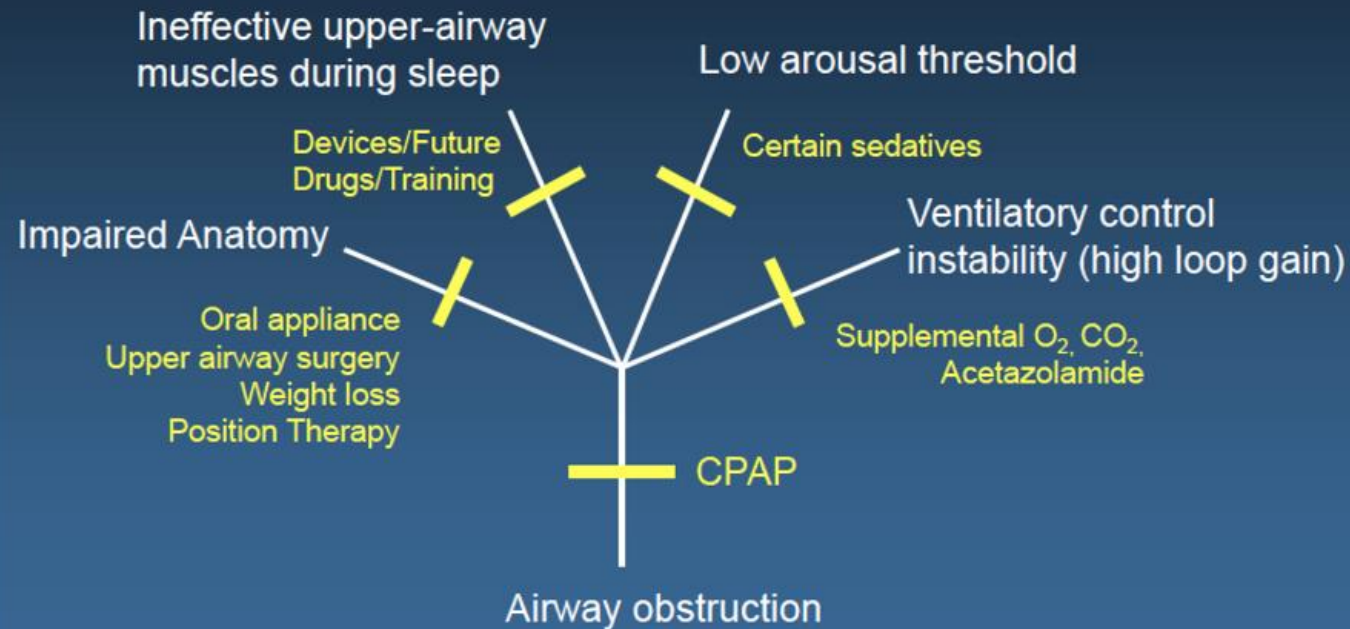 Ineffective upper-airway
muscles during sleep
Low arousal threshold
Devices/Future
Drugs/Training
Certain sedatives
Impaired Anatomy
Ventilatory control
instability (high loop gain)
Oral appliance
Upper airway surgery
Weight loss
Position Therapy
Supplemental O₂, CO₂,
Acetazolamide
CPAP
Airway obstruction